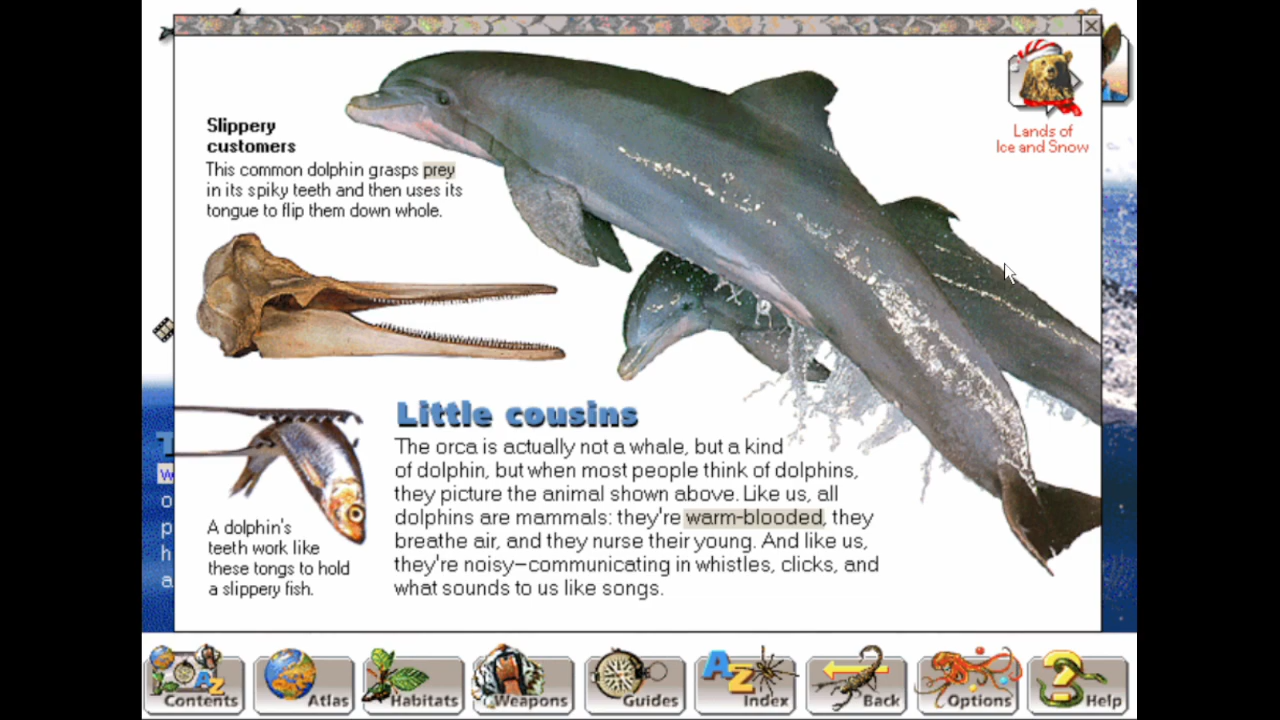 Slippery
customers
This common dolphin grasps prey
in its spiky teeth and then uses its
tongue to flip them down whole.
Lands of
Ice and Snow
A dolphin's
teeth work like
these tongs to hold
a slippery fish.
Little cousins
The orca is actually not a whale, but a kind
of dolphin, but when most people think of dolphins,
they picture the animal shown above. Like us, all
dolphins are mammals: they're warm-blooded, they
breathe air, and they nurse their young. And like us,
they're noisy–communicating in whistles, clicks, and
what sounds to us like songs.
Contents
Atlas
Habitats
Weapons
Guides
AZ Index
Back
Options
? Help